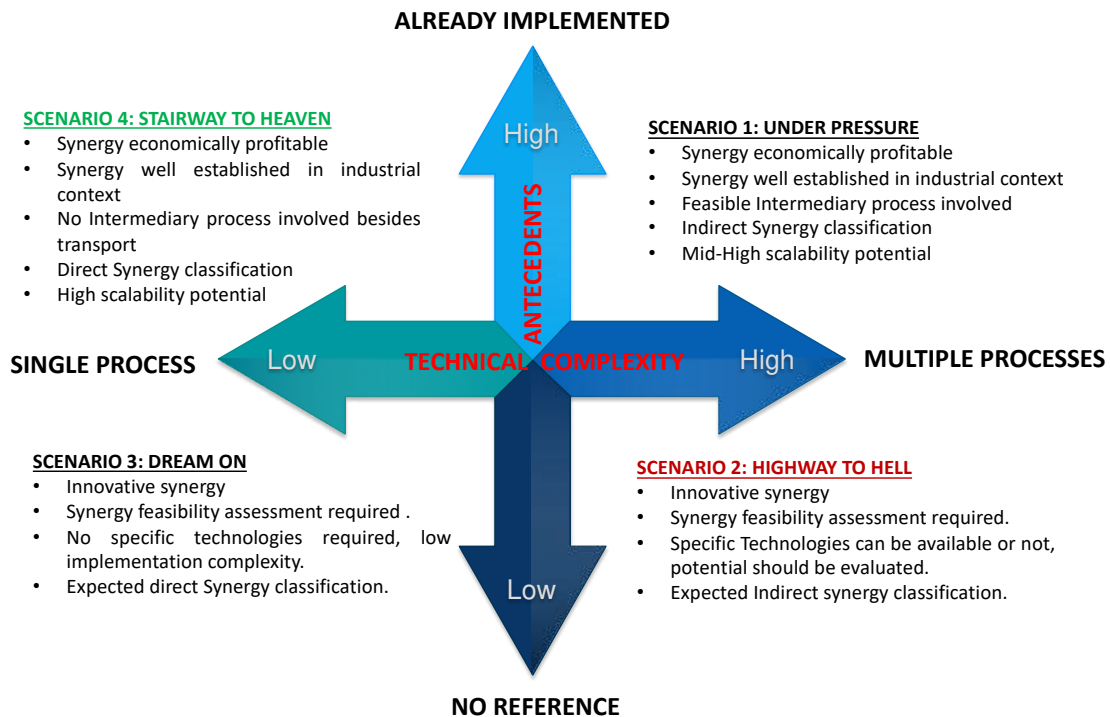 ALREADY IMPLEMENTED
SCENARIO 4: STAIRWAY TO HEAVEN
• Synergy economically profitable
• Synergy well established in industrial
context
• No Intermediary process involved besides
transport
• Direct Synergy classification
• High scalability potential
High
ANTECEDENTS
SCENARIO 1: UNDER PRESSURE
• Synergy economically profitable
• Synergy well established in industrial context
• Feasible Intermediary process involved
• Indirect Synergy classification
• Mid-High scalability potential
SINGLE PROCESS
Low
TECHNICAL COMPLEXITY
High
MULTIPLE PROCESSES
SCENARIO 3: DREAM ON
• Innovative synergy
• Synergy feasibility assessment required .
• No specific technologies required, low
implementation complexity.
• Expected direct Synergy classification.
Low
SCENARIO 2: HIGHWAY TO HELL
• Innovative synergy
• Synergy feasibility assessment required.
• Specific Technologies can be available or not,
potential should be evaluated.
• Expected Indirect synergy classification.
NO REFERENCE